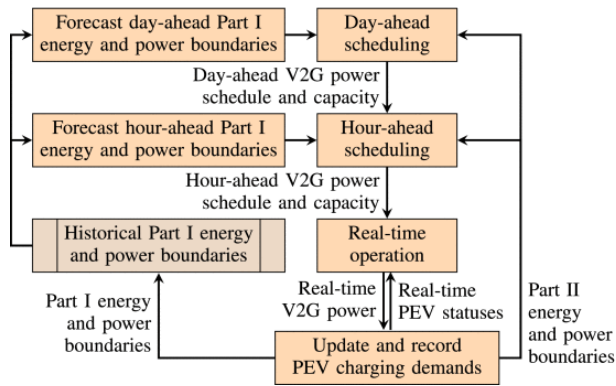 Forecast day-ahead Part I
energy and power boundaries
Day-ahead
scheduling
Day-ahead V2G power
schedule and capacity
Forecast hour-ahead Part I
energy and power boundaries
Hour-ahead
scheduling
Hour-ahead V2G power
schedule and capacity
Historical Part I energy
and power boundaries
Real-time
operation
Part I energy
and power
boundaries
Real-time
V2G power
Real-time
PEV statuses
Part II
energy
and power
boundaries
Update and record
PEV charging demands